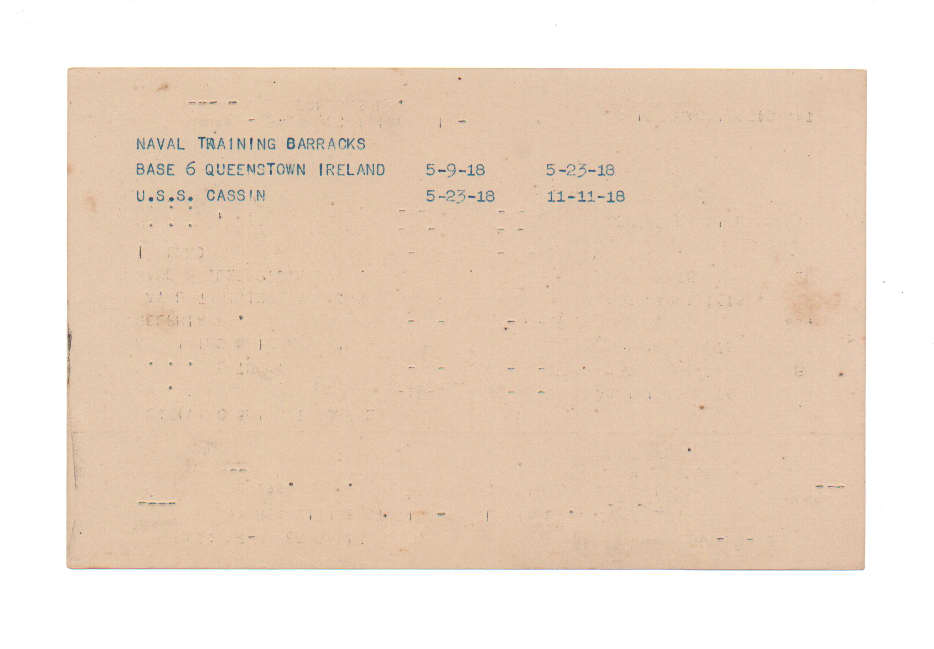 NAVAL TRAINING BARRACKS
BASE 6 QUEENSTOWN IRELAND 5-9-18 5-23-18
U.S.S. CASSIN 5-23-18 11-11-18